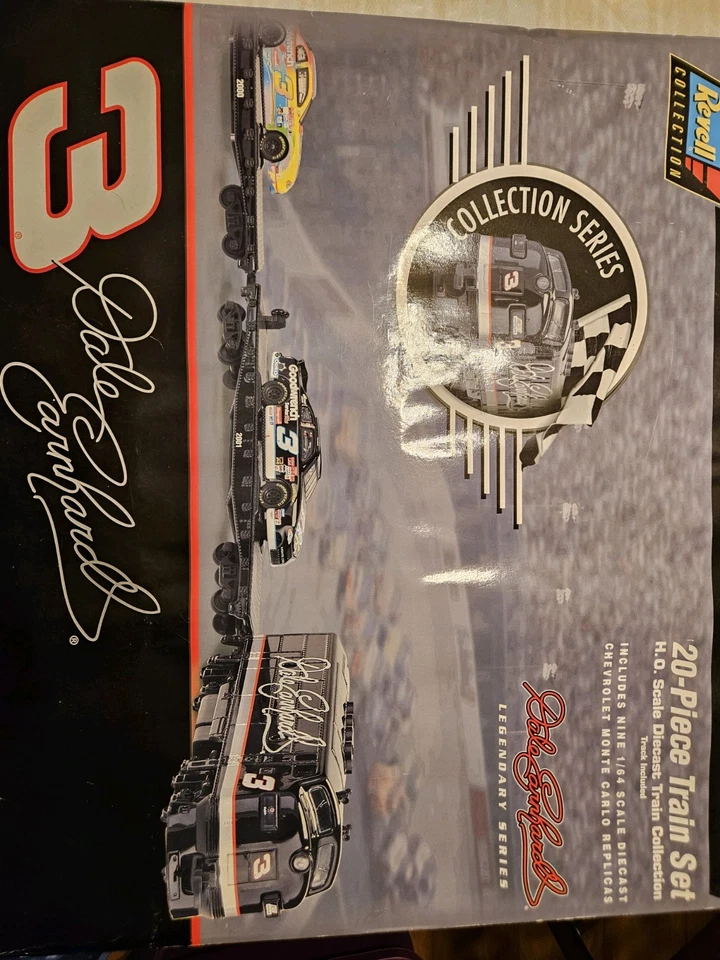 Revell
COLLECTION
20-Piece Train Set
H.O. Scale Diecast Train Collection
Track Included
INCLUDES NINE 1/64 SCALE DIECAST
CHEVROLET MONTE CARLO REPLICAS
COLLECTION SERIES
3
Dale Earnhardt
LEGENDARY SERIES
2000
3
2001
Goodwrench
3
Dale Earnhardt
3
3
3 ®
Dale Earnhardt ®